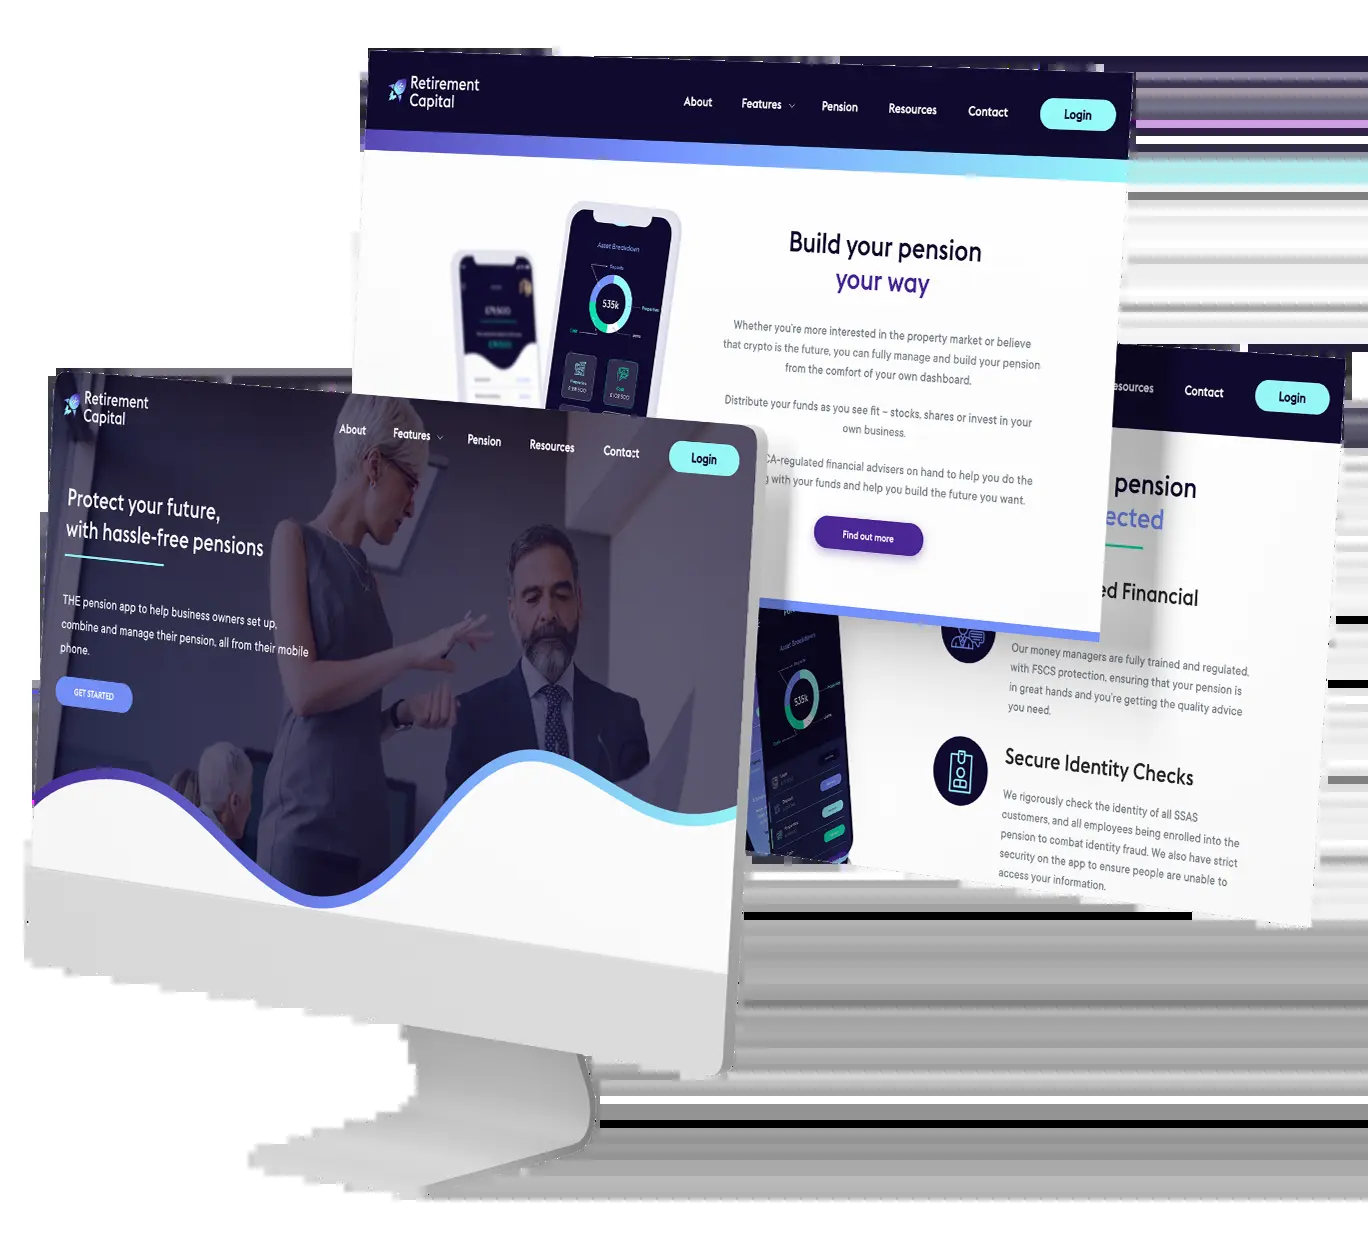 Retirement
Capital
About
Features
Pension
Resources
Contact
Login
Asset Breakdown
535k
Properties
Build your pension
your way
Whether you're more interested in the property market or believe
that crypto is the future, you can fully manage and build your pension
from the comfort of your own dashboard.
Distribute your funds as you see fit – stocks, shares or invest in your
own business.
CA-regulated financial advisers on hand to help you do the
with your funds and help you build the future you want.
Find out more
Retirement
Capital
About
Features
Pension
Resources
Contact
Login
Protect your future,
with hassle-free pensions
THE pension app to help business owners set up,
combine and manage their pension, all from their mobile
phone.
GET STARTED
esources
Contact
Login
pension
ected
ed Financial
Our money managers are fully trained and regulated,
with FSCS protection, ensuring that your pension is
in great hands and you're getting the quality advice
you need.
Asset Breakdown
535k
Secure Identity Checks
We rigorously check the identity of all SSAS
customers, and all employees being enrolled into the
pension to combat identity fraud. We also have strict
security on the app to ensure people are unable to
access your information.